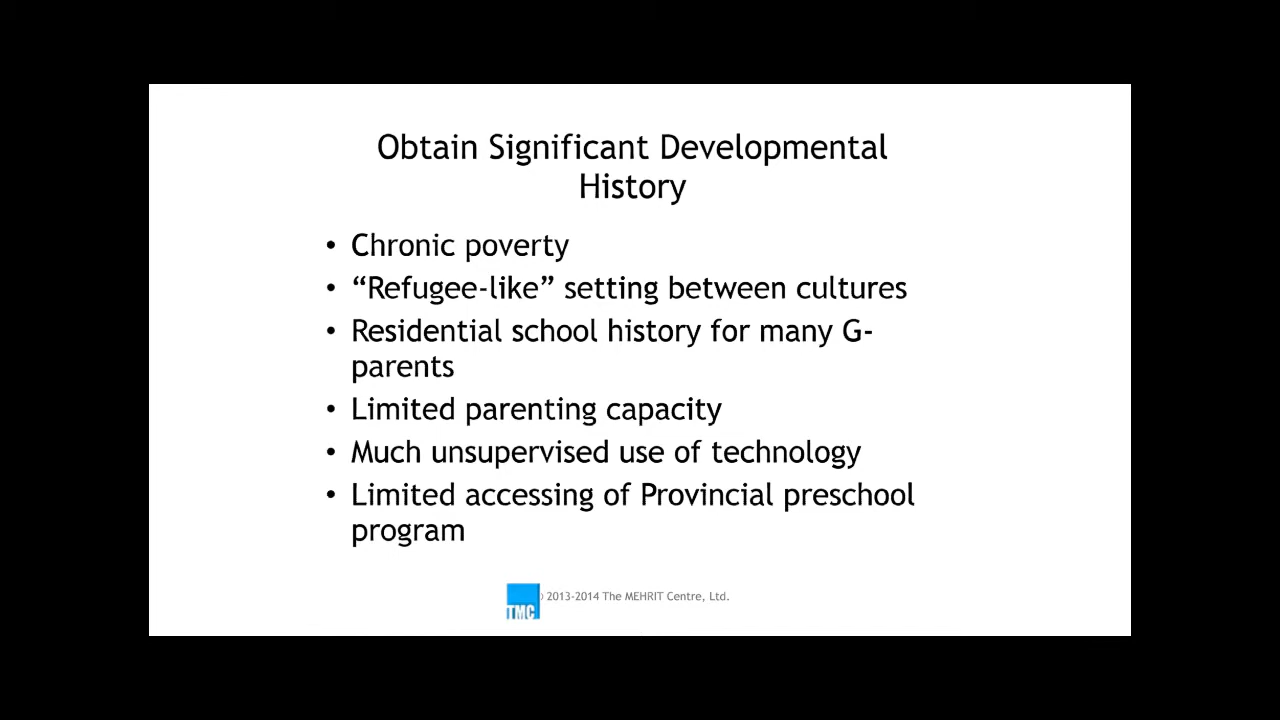 Obtain Significant Developmental
History
• Chronic poverty
• “Refugee-like” setting between cultures
• Residential school history for many G-
parents
• Limited parenting capacity
• Much unsupervised use of technology
• Limited accessing of Provincial preschool
program
TMC © 2013-2014 The MEHRIT Centre, Ltd.